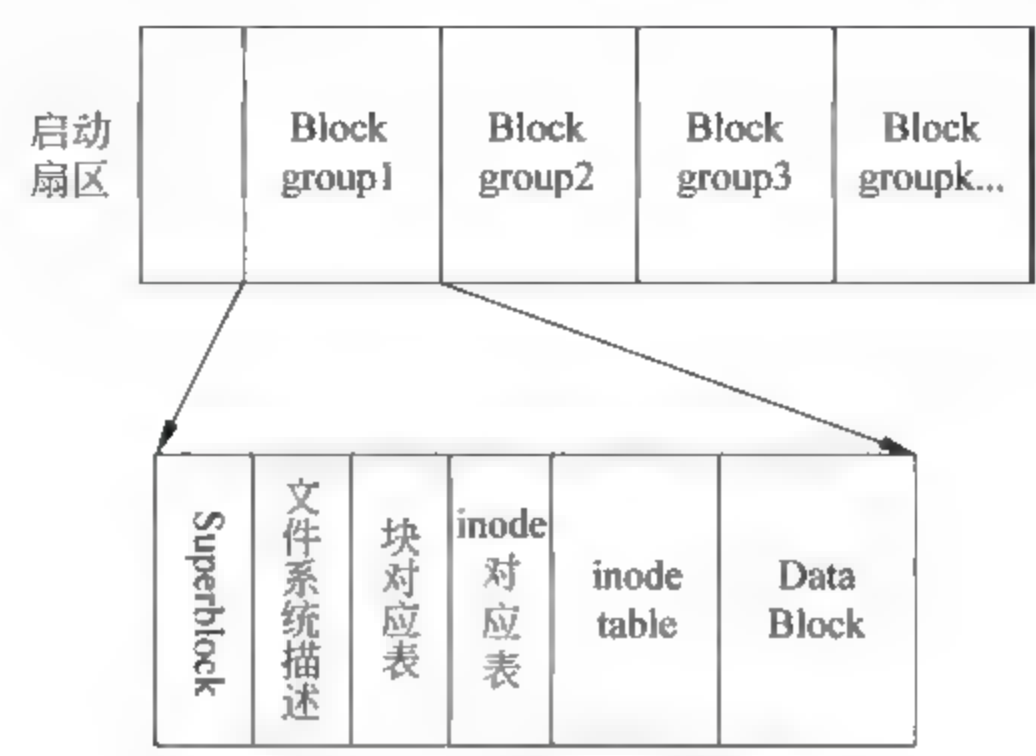 启动
扇区
Block
group1
Block
group2
Block
group3
Block
groupk...
Superblock
文件系统描述
块对应表
inode
对应表
inode
table
Data
Block